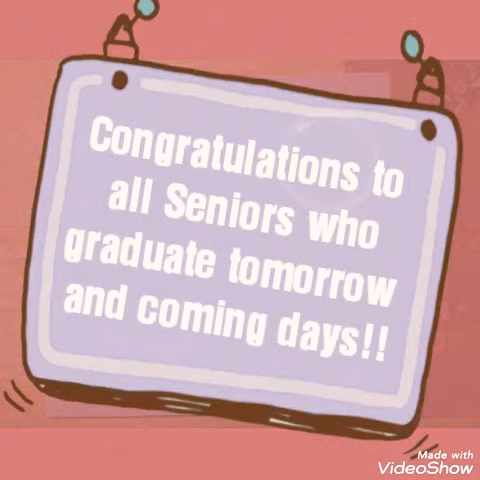 Congratulations to
all Seniors who
graduate tomorrow
and coming days!!
Made with
VideoShow